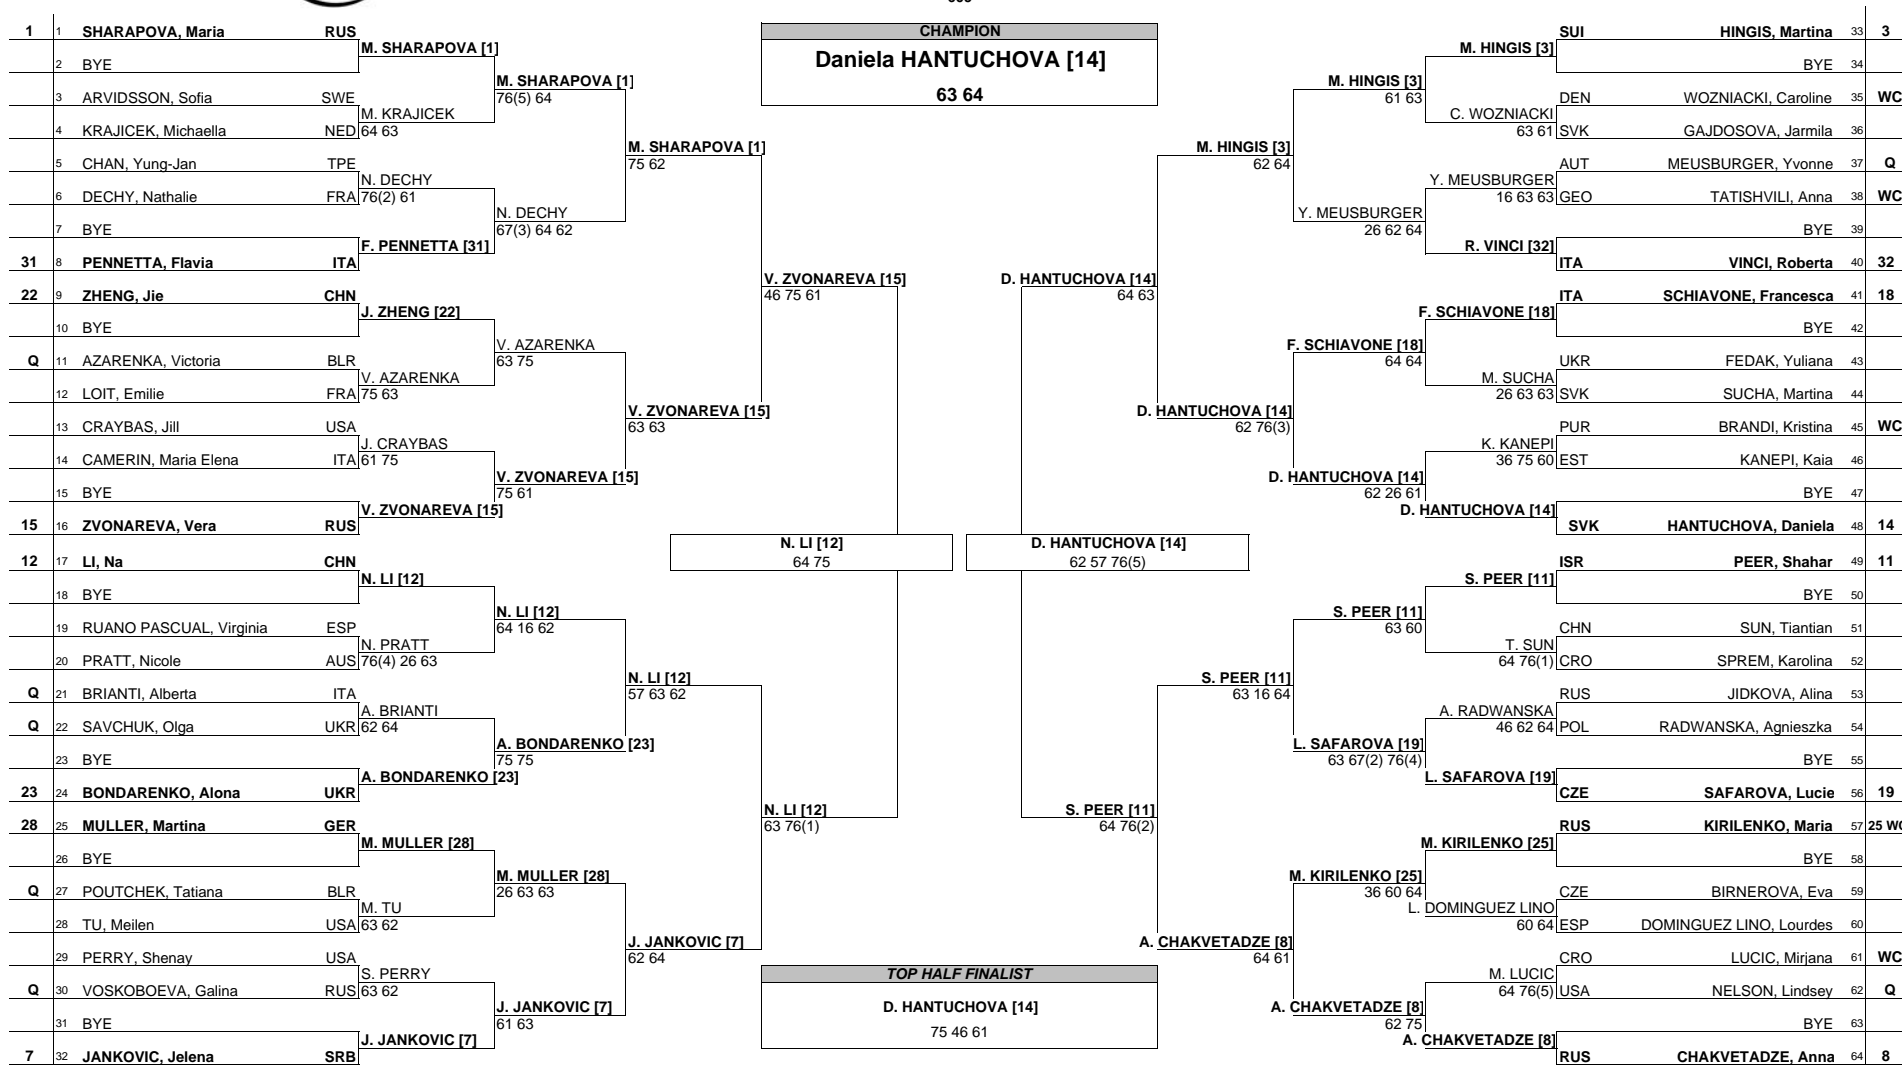 CHAMPION
Daniela HANTUCHOVA [14]
63 64
1 1 SHARAPOVA, Maria RUS
2 BYE
3 ARVIDSSON, Sofia SWE
4 KRAJICEK, Michaella NED
5 CHAN, Yung-Jan TPE
6 DECHY, Nathalie FRA
7 BYE
31 8 PENNETTA, Flavia ITA
22 9 ZHENG, Jie CHN
10 BYE
Q 11 AZARENKA, Victoria BLR
12 LOIT, Emilie FRA
13 CRAYBAS, Jill USA
14 CAMERIN, Maria Elena ITA
15 BYE
15 16 ZVONAREVA, Vera RUS
12 17 LI, Na CHN
18 BYE
19 RUANO PASCUAL, Virginia ESP
20 PRATT, Nicole AUS
Q 21 BRIANTI, Alberta ITA
Q 22 SAVCHUK, Olga UKR
23 BYE
23 24 BONDARENKO, Alona UKR
28 25 MULLER, Martina GER
26 BYE
Q 27 POUTCHEK, Tatiana BLR
28 TU, Meilen USA
29 PERRY, Shenay USA
Q 30 VOSKOBOEVA, Galina RUS
31 BYE
7 32 JANKOVIC, Jelena SRB
M. SHARAPOVA [1]
M. KRAJICEK
64 63
N. DECHY
76(2) 61
F. PENNETTA [31]
J. ZHENG [22]
V. AZARENKA
75 63
J. CRAYBAS
61 75
V. ZVONAREVA [15]
N. LI [12]
N. PRATT
76(4) 26 63
A. BRIANTI
62 64
A. BONDARENKO [23]
M. MULLER [28]
M. TU
63 62
S. PERRY
63 62
J. JANKOVIC [7]
M. SHARAPOVA [1]
76(5) 64
N. DECHY
67(3) 64 62
V. AZARENKA
63 75
V. ZVONAREVA [15]
75 61
N. LI [12]
64 16 62
A. BONDARENKO [23]
75 75
M. MULLER [28]
26 63 63
J. JANKOVIC [7]
61 63
M. SHARAPOVA [1]
75 62
V. ZVONAREVA [15]
63 63
N. LI [12]
57 63 62
J. JANKOVIC [7]
62 64
V. ZVONAREVA [15]
46 75 61
N. LI [12]
63 76(1)
N. LI [12]
64 75
D. HANTUCHOVA [14]
62 57 76(5)
TOP HALF FINALIST
D. HANTUCHOVA [14]
75 46 61
D. HANTUCHOVA [14]
64 63
S. PEER [11]
64 76(2)
M. HINGIS [3]
62 64
D. HANTUCHOVA [14]
62 76(3)
S. PEER [11]
63 16 64
A. CHAKVETADZE [8]
64 61
M. HINGIS [3]
61 63
Y. MEUSBURGER
26 62 64
F. SCHIAVONE [18]
64 64
D. HANTUCHOVA [14]
62 26 61
S. PEER [11]
63 60
L. SAFAROVA [19]
63 67(2) 76(4)
M. KIRILENKO [25]
36 60 64
A. CHAKVETADZE [8]
62 75
M. HINGIS [3]
C. WOZNIACKI
63 61
Y. MEUSBURGER
16 63 63
R. VINCI [32]
F. SCHIAVONE [18]
M. SUCHA
26 63 63
K. KANEPI
36 75 60
D. HANTUCHOVA [14]
S. PEER [11]
T. SUN
64 76(1)
A. RADWANSKA
46 62 64
L. SAFAROVA [19]
M. KIRILENKO [25]
L. DOMINGUEZ LINO
60 64
M. LUCIC
64 76(5)
A. CHAKVETADZE [8]
SUI HINGIS, Martina 33 3
BYE 34
DEN WOZNIACKI, Caroline 35 WC
SVK GAJDOSOVA, Jarmila 36
AUT MEUSBURGER, Yvonne 37 Q
GEO TATISHVILI, Anna 38 WC
BYE 39
ITA VINCI, Roberta 40 32
ITA SCHIAVONE, Francesca 41 18
BYE 42
UKR FEDAK, Yuliana 43
SVK SUCHA, Martina 44
PUR BRANDI, Kristina 45 WC
EST KANEPI, Kaia 46
BYE 47
SVK HANTUCHOVA, Daniela 48 14
ISR PEER, Shahar 49 11
BYE 50
CHN SUN, Tiantian 51
CRO SPREM, Karolina 52
RUS JIDKOVA, Alina 53
POL RADWANSKA, Agnieszka 54
BYE 55
CZE SAFAROVA, Lucie 56 19
RUS KIRILENKO, Maria 57 25 WC
BYE 58
CZE BIRNEROVA, Eva 59
ESP DOMINGUEZ LINO, Lourdes 60
CRO LUCIC, Mirjana 61 WC
USA NELSON, Lindsey 62 Q
BYE 63
RUS CHAKVETADZE, Anna 64 8